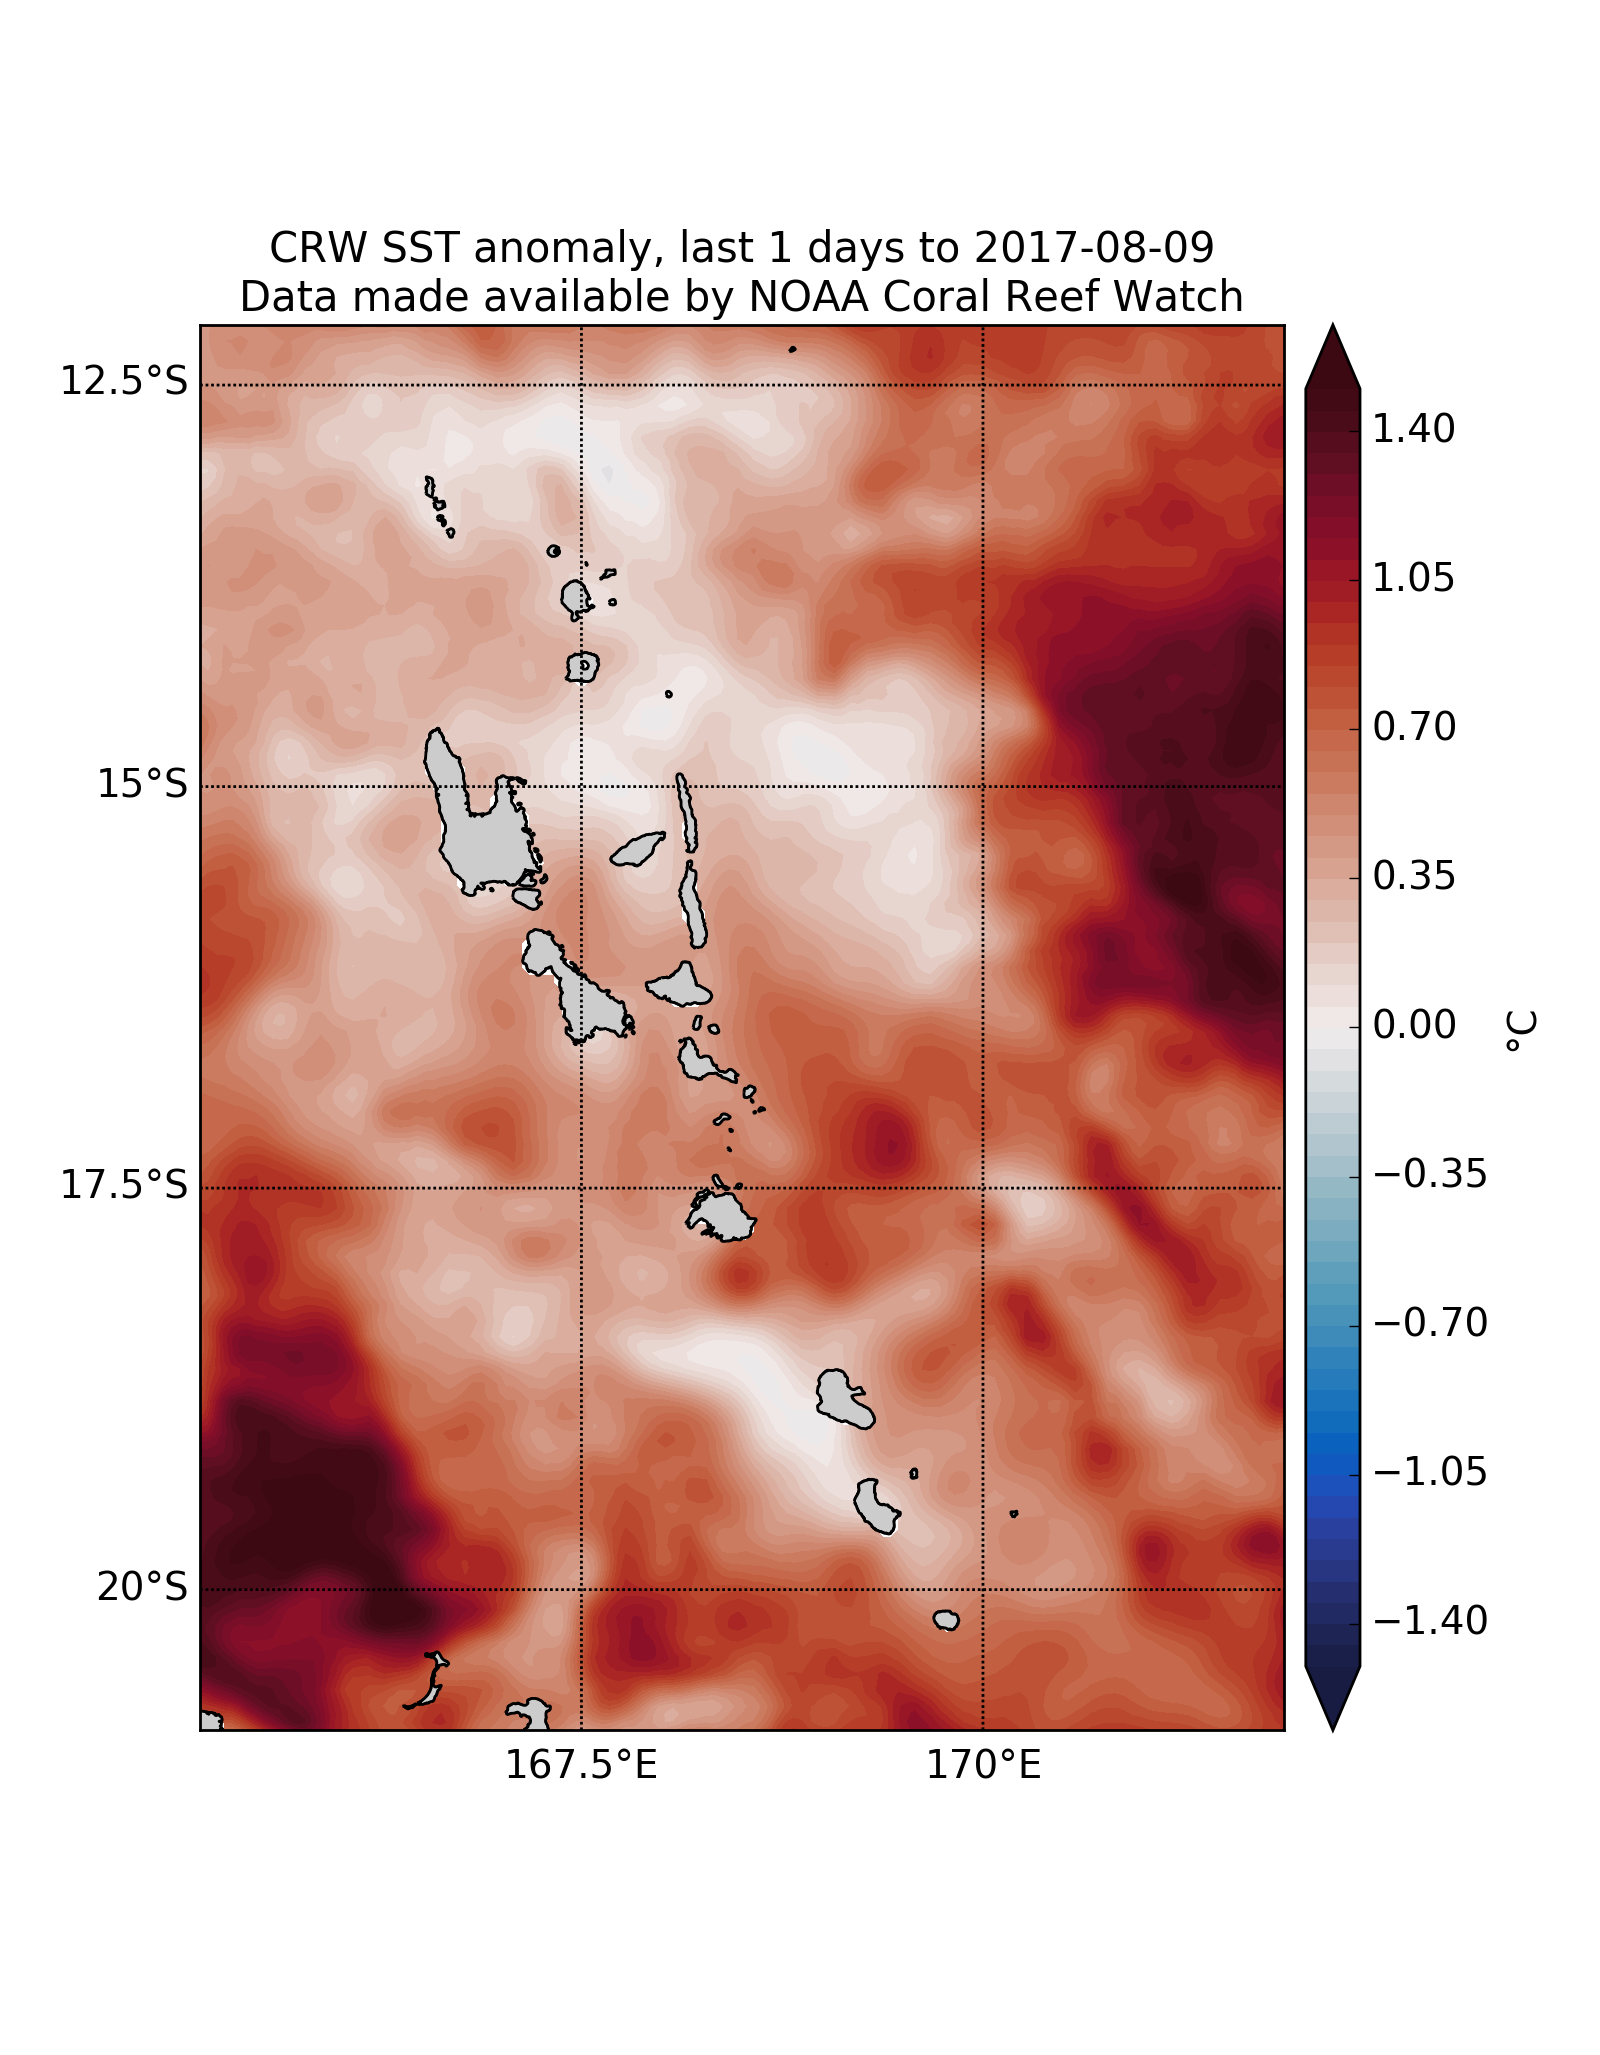 CRW SST anomaly, last 1 days to 2017-08-09
Data made available by NOAA Coral Reef Watch
12.5°S
15°S
17.5°S
20°S
167.5°E
170°E
1.40
1.05
0.70
0.35
0.00
−0.35
−0.70
−1.05
−1.40
°C